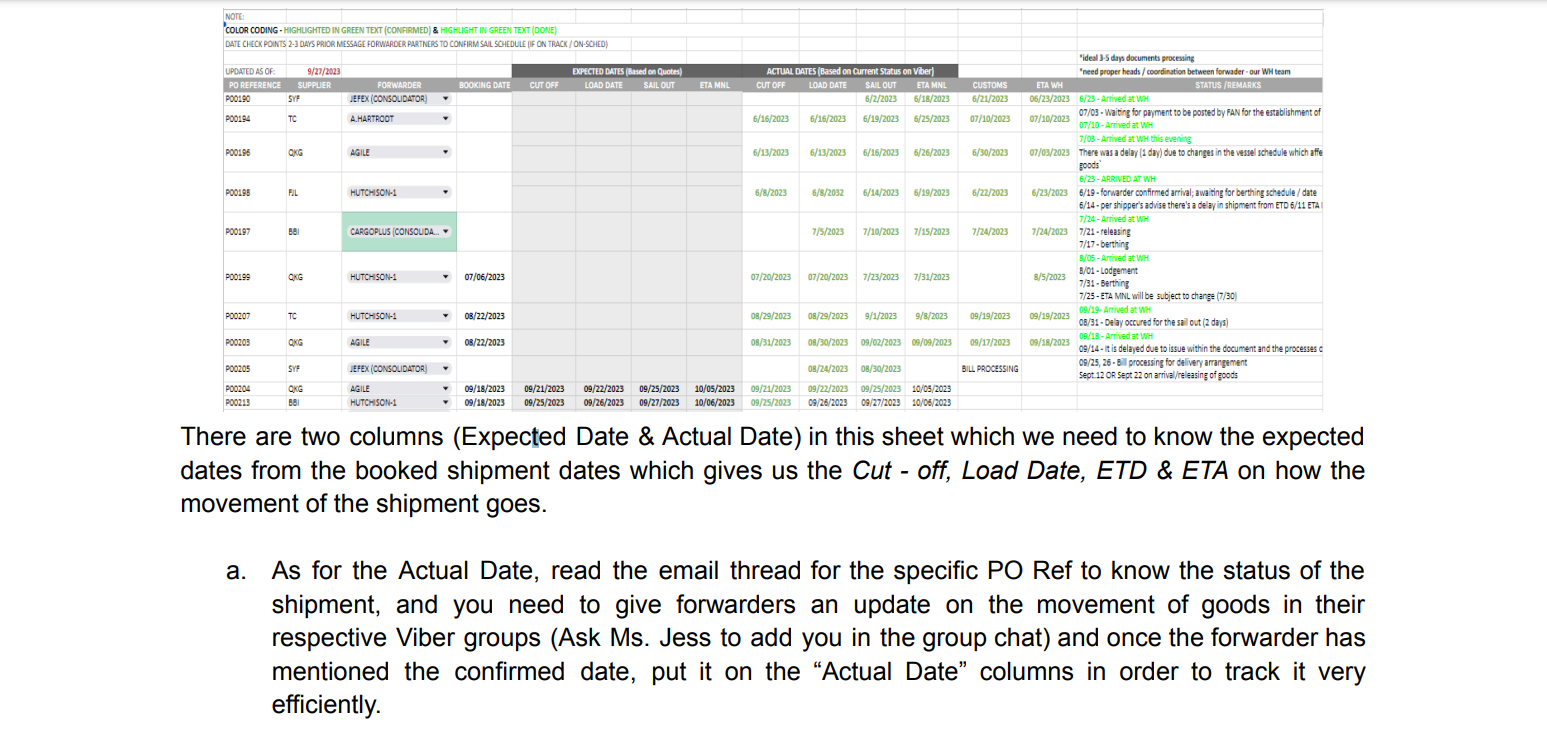 NOTE:
COLOR CODING - HIGHLIGHTED IN GREEN TEXT (CONFIRMED) & HIGHLIGHT IN GREEN TEXT (DONE)
DATE CHECK POINTS 2-3 DAYS PRIOR MESSAGE FORWARDER PARTNERS TO CONFIRM SAIL SCHEDULE (IF ON TRACK / ON-SCHED)
*ideal 3-5 days documents processing
UPDATED AS OF: 9/27/2023 EXPECTED DATES (Based on Quotes) ACTUAL DATES (Based on Current Status on Viber) *need proper heads / coordination between forwader - our WH team
PO REFERENCE SUPPLIER FORWARDER BOOKING DATE CUT OFF LOAD DATE SAIL OUT ETA MNL CUT OFF LOAD DATE SAIL OUT ETA MNL CUSTOMS ETA WH STATUS /REMARKS
P00190 SYF JEFEX (CONSOLIDATOR) 6/2/2023 6/18/2023 6/21/2023 06/23/2023 6/23 - Arrived at WH
P00194 TC A.HARTRODT 6/16/2023 6/16/2023 6/19/2023 6/25/2023 07/10/2023 07/10/2023 07/03 - Waiting for payment to be posted by FAN for the establishment of
07/10 - Arrived at WH
7/03 - Arrived at WH this evening
P00196 QKG AGILE 6/13/2023 6/13/2023 6/16/2023 6/26/2023 6/30/2023 07/03/2023 There was a delay (1 day) due to changes in the vessel schedule which affe
goods`
6/23 - ARRIVED AT WH
P00198 FJL HUTCHISON-1 6/8/2023 6/8/2032 6/14/2023 6/19/2023 6/22/2023 6/23/2023 6/19 - forwarder confirmed arrival; awaiting for berthing schedule / date
6/14 - per shipper's advise there's a delay in shipment from ETD 6/11 ETA
7/24 - Arrived at WH
P00197 BBI CARGOPLUS (CONSOLIDA... 7/5/2023 7/10/2023 7/15/2023 7/24/2023 7/24/2023 7/21 - releasing
7/17 - berthing
8/05 - Arrived at WH
8/01 - Lodgement
P00199 QKG HUTCHISON-1 07/06/2023 07/20/2023 07/20/2023 7/23/2023 7/31/2023 8/5/2023 7/31 - Berthing
7/25 - ETA MNL will be subject to change (7/30)
09/19- Arrived at WH
P00207 TC HUTCHISON-1 08/22/2023 08/29/2023 08/29/2023 9/1/2023 9/8/2023 09/19/2023 09/19/2023 08/31 - Delay occured for the sail out (2 days)
09/18 - Arrived at WH
P00203 QKG AGILE 08/22/2023 08/31/2023 08/30/2023 09/02/2023 09/09/2023 09/17/2023 09/18/2023 09/14 - It is delayed due to issue within the document and the processes
P00205 SYF JEFEX (CONSOLIDATOR) 08/24/2023 08/30/2023 BILL PROCESSING 09/25, 26 - Bill processing for delivery arrangement
Sept.12 OR Sept 22 on arrival/releasing of goods
P00204 QKG AGILE 09/18/2023 09/21/2023 09/22/2023 09/25/2023 10/05/2023 09/21/2023 09/22/2023 09/25/2023 10/05/2023
P00213 BBI HUTCHISON-1 09/18/2023 09/25/2023 09/26/2023 09/27/2023 10/06/2023 09/25/2023 09/26/2023 09/27/2023 10/06/2023
There are two columns (Expected Date & Actual Date) in this sheet which we need to know the expected
dates from the booked shipment dates which gives us the Cut - off, Load Date, ETD & ETA on how the
movement of the shipment goes.
a. As for the Actual Date, read the email thread for the specific PO Ref to know the status of the
shipment, and you need to give forwarders an update on the movement of goods in their
respective Viber groups (Ask Ms. Jess to add you in the group chat) and once the forwarder has
mentioned the confirmed date, put it on the “Actual Date” columns in order to track it very
efficiently.